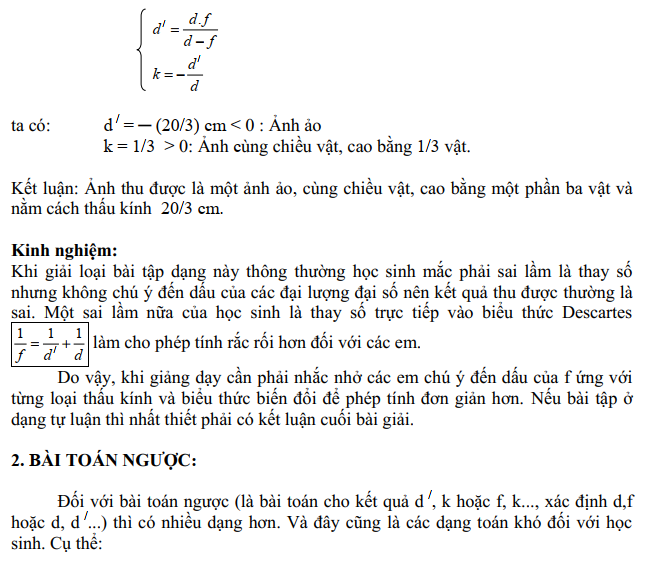 d' = d.f / (d − f)
k = − d' / d
ta có: d' = — (20/3) cm < 0 : Ảnh ảo
k = 1/3 > 0: Ảnh cùng chiều vật, cao bằng 1/3 vật.
Kết luận: Ảnh thu được là một ảnh ảo, cùng chiều vật, cao bằng một phần ba vật và
nằm cách thấu kính 20/3 cm.
Kinh nghiệm:
Khi giải loại bài tập dạng này thông thường học sinh mắc phải sai lầm là thay số
nhưng không chú ý đến dấu của các đại lượng đại số nên kết quả thu được thường là
sai. Một sai lầm nữa của học sinh là thay số trực tiếp vào biểu thức Descartes
1/f = 1/d' + 1/d làm cho phép tính rắc rối hơn đối với các em.
Do vậy, khi giảng dạy cần phải nhắc nhở các em chú ý đến dấu của f ứng với
từng loại thấu kính và biểu thức biến đổi để phép tính đơn giản hơn. Nếu bài tập ở
dạng tự luận thì nhất thiết phải có kết luận cuối bài giải.
2. BÀI TOÁN NGƯỢC:
Đối với bài toán ngược (là bài toán cho kết quả d', k hoặc f, k..., xác định d,f
hoặc d, d'...) thì có nhiều dạng hơn. Và đây cũng là các dạng toán khó đối với học
sinh. Cụ thể: